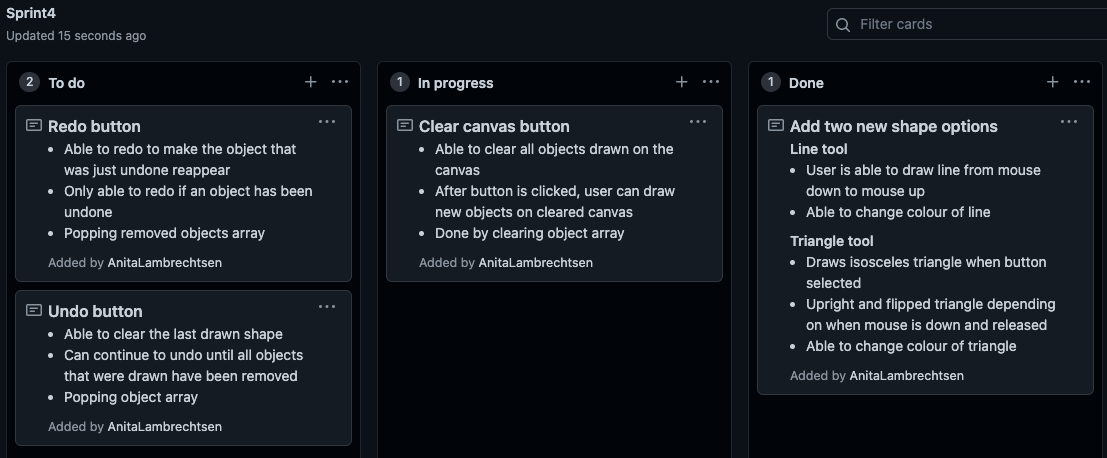 Sprint4
Updated 15 seconds ago
Filter cards
2 To do
Redo button
Able to redo to make the object that
was just undone reappear
Only able to redo if an object has been
undone
Popping removed objects array
Added by AnitaLambrechtsen
Undo button
Able to clear the last drawn shape
Can continue to undo until all objects
that were drawn have been removed
Popping object array
Added by AnitaLambrechtsen
1 In progress
Clear canvas button
Able to clear all objects drawn on the
canvas
After button is clicked, user can draw
new objects on cleared canvas
Done by clearing object array
Added by AnitaLambrechtsen
1 Done
Add two new shape options
Line tool
User is able to draw line from mouse
down to mouse up
Able to change colour of line
Triangle tool
Draws isosceles triangle when button
selected
Upright and flipped triangle depending
on when mouse is down and released
Able to change colour of triangle
Added by AnitaLambrechtsen